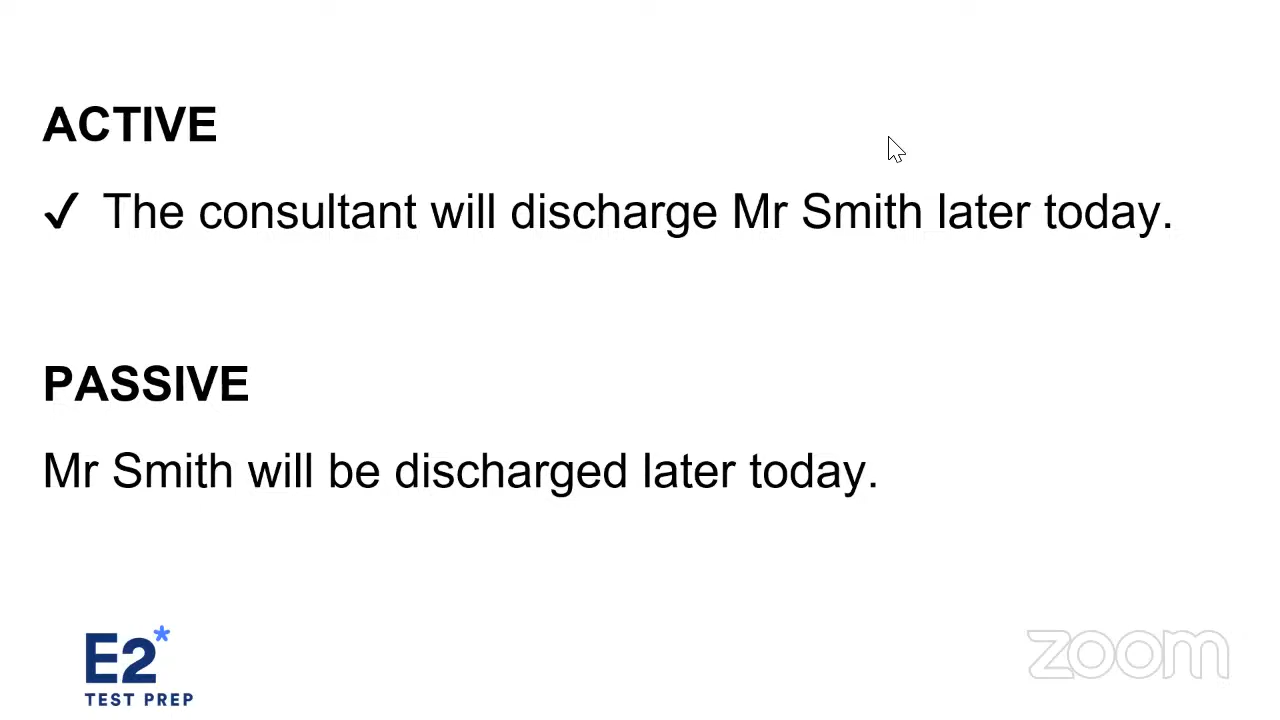 ACTIVE
✓ The consultant will discharge Mr Smith later today.
PASSIVE
Mr Smith will be discharged later today.
E2*
TEST PREP
zoom